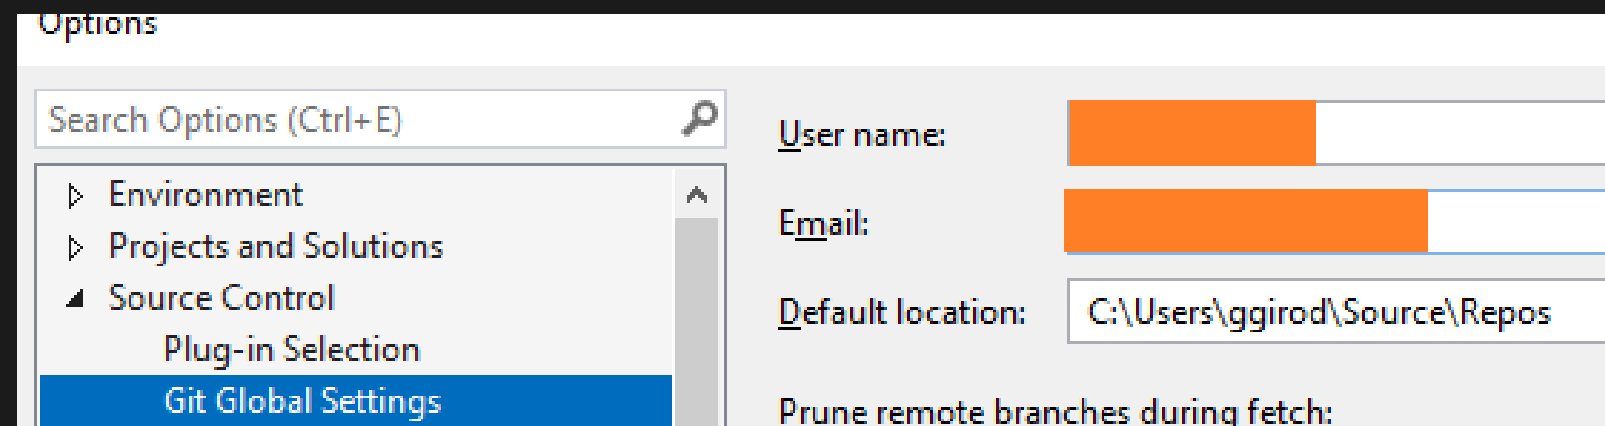 Options
Search Options (Ctrl+E)
Environment
Projects and Solutions
Source Control
Plug-in Selection
Git Global Settings
User name:
Email:
Default location: C:\Users\ggirod\Source\Repos
Prune remote branches during fetch: